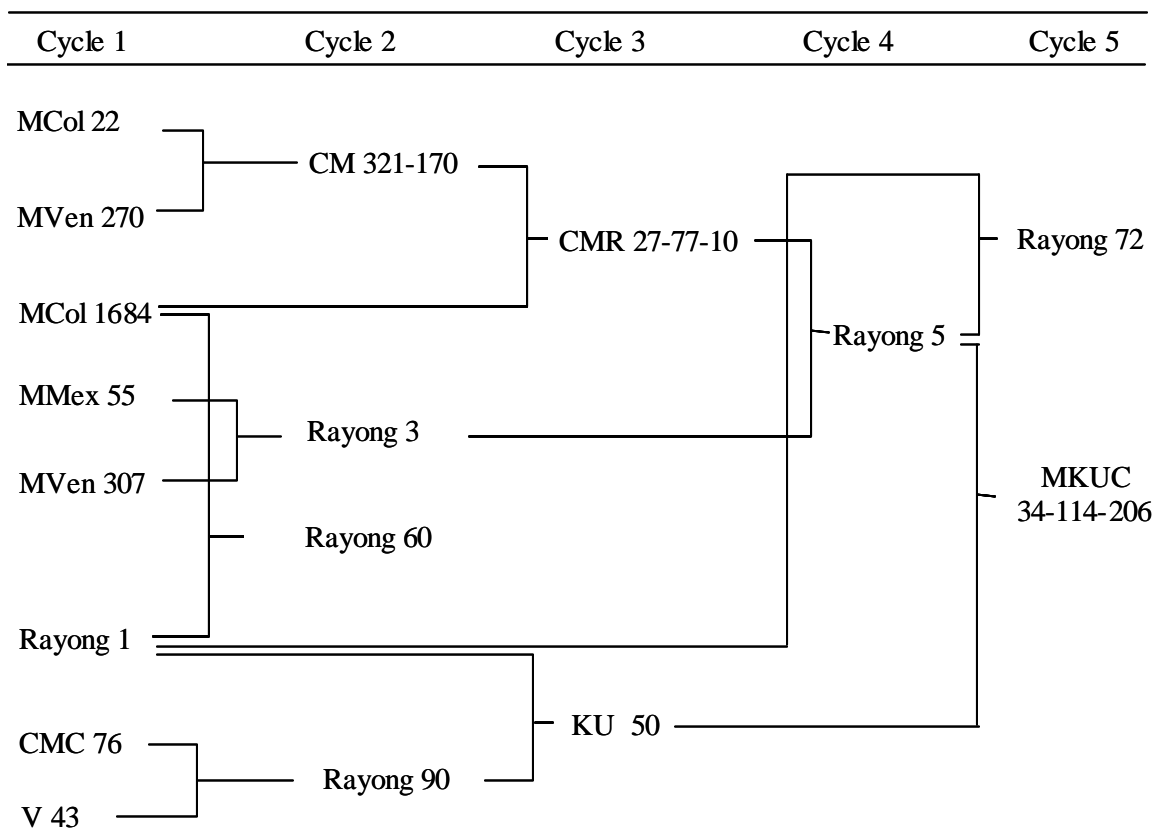 Cycle 1 Cycle 2 Cycle 3 Cycle 4 Cycle 5
MCol 22
CM 321-170
MVen 270
CMR 27-77-10
Rayong 72
MCol 1684
Rayong 5
MMex 55
Rayong 3
MVen 307
MKUC
34-114-206
Rayong 60
Rayong 1
KU 50
CMC 76
Rayong 90
V 43